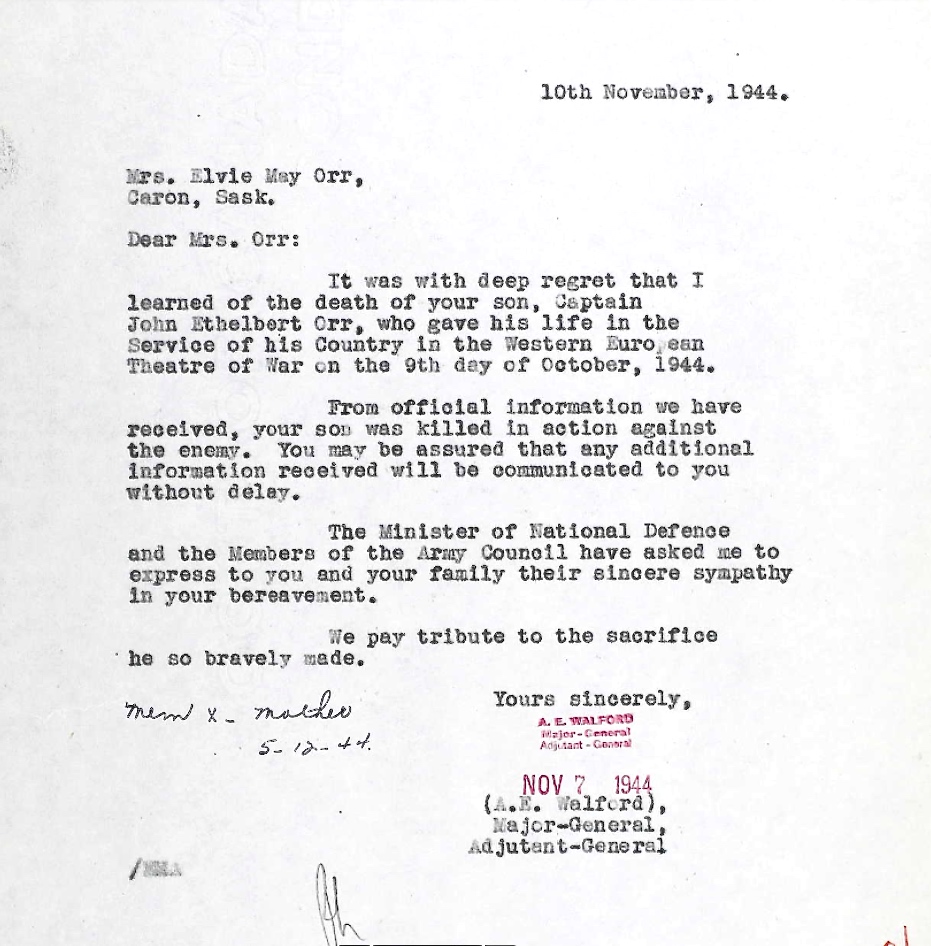 10th November, 1944.
Mrs. Elvie May Orr,
Caron, Sask.
Dear Mrs. Orr:
It was with deep regret that I
learned of the death of your son, Captain
John Ethelbert Orr, who gave his life in the
Service of his Country in the Western Euro ean
Theatre of War on the 9th day of October, 1944.
From official information we have
received, your son was killed in action against
the enemy. You may be assured that any additional
information received will be communicated to you
without delay.
The Minister of National Defence
and the Members of the Army Council have asked me to
express to you and your family their sincere sympathy
in your bereavement.
We pay tribute to the sacrifice
he so bravely made.
Mem X - mother
5-12-44.
Yours sincerely,
A. E. WALFORD
Major-General
Adjutant-General
NOV 7 1944
(A.E. Walford),
Major-General,
Adjutant-General